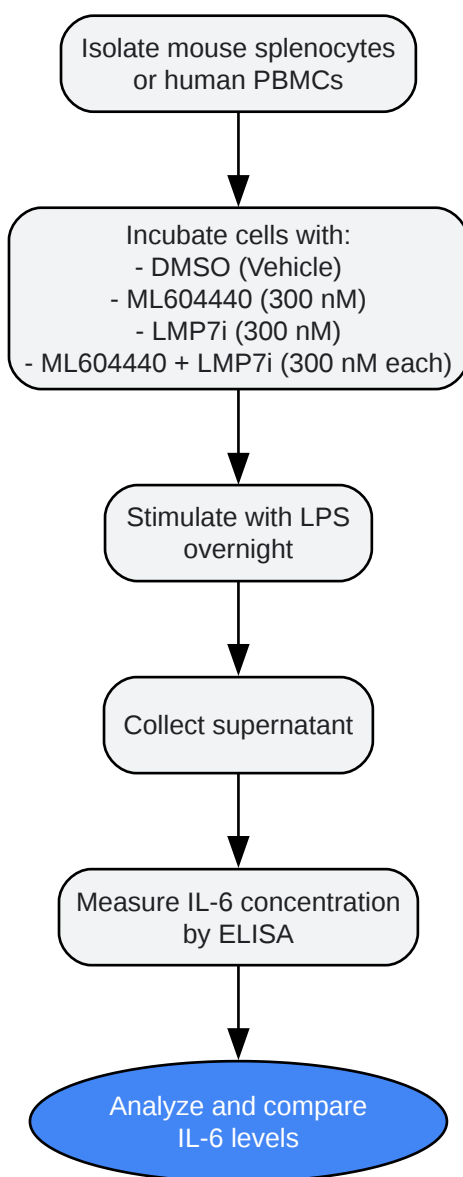 Isolate mouse splenocytes
or human PBMCs
Incubate cells with:
- DMSO (Vehicle)
- ML604440 (300 nM)
- LMP7i (300 nM)
- ML604440 + LMP7i (300 nM each)
Stimulate with LPS
overnight
Collect supernatant
Measure IL-6 concentration
by ELISA
Analyze and compare
IL-6 levels